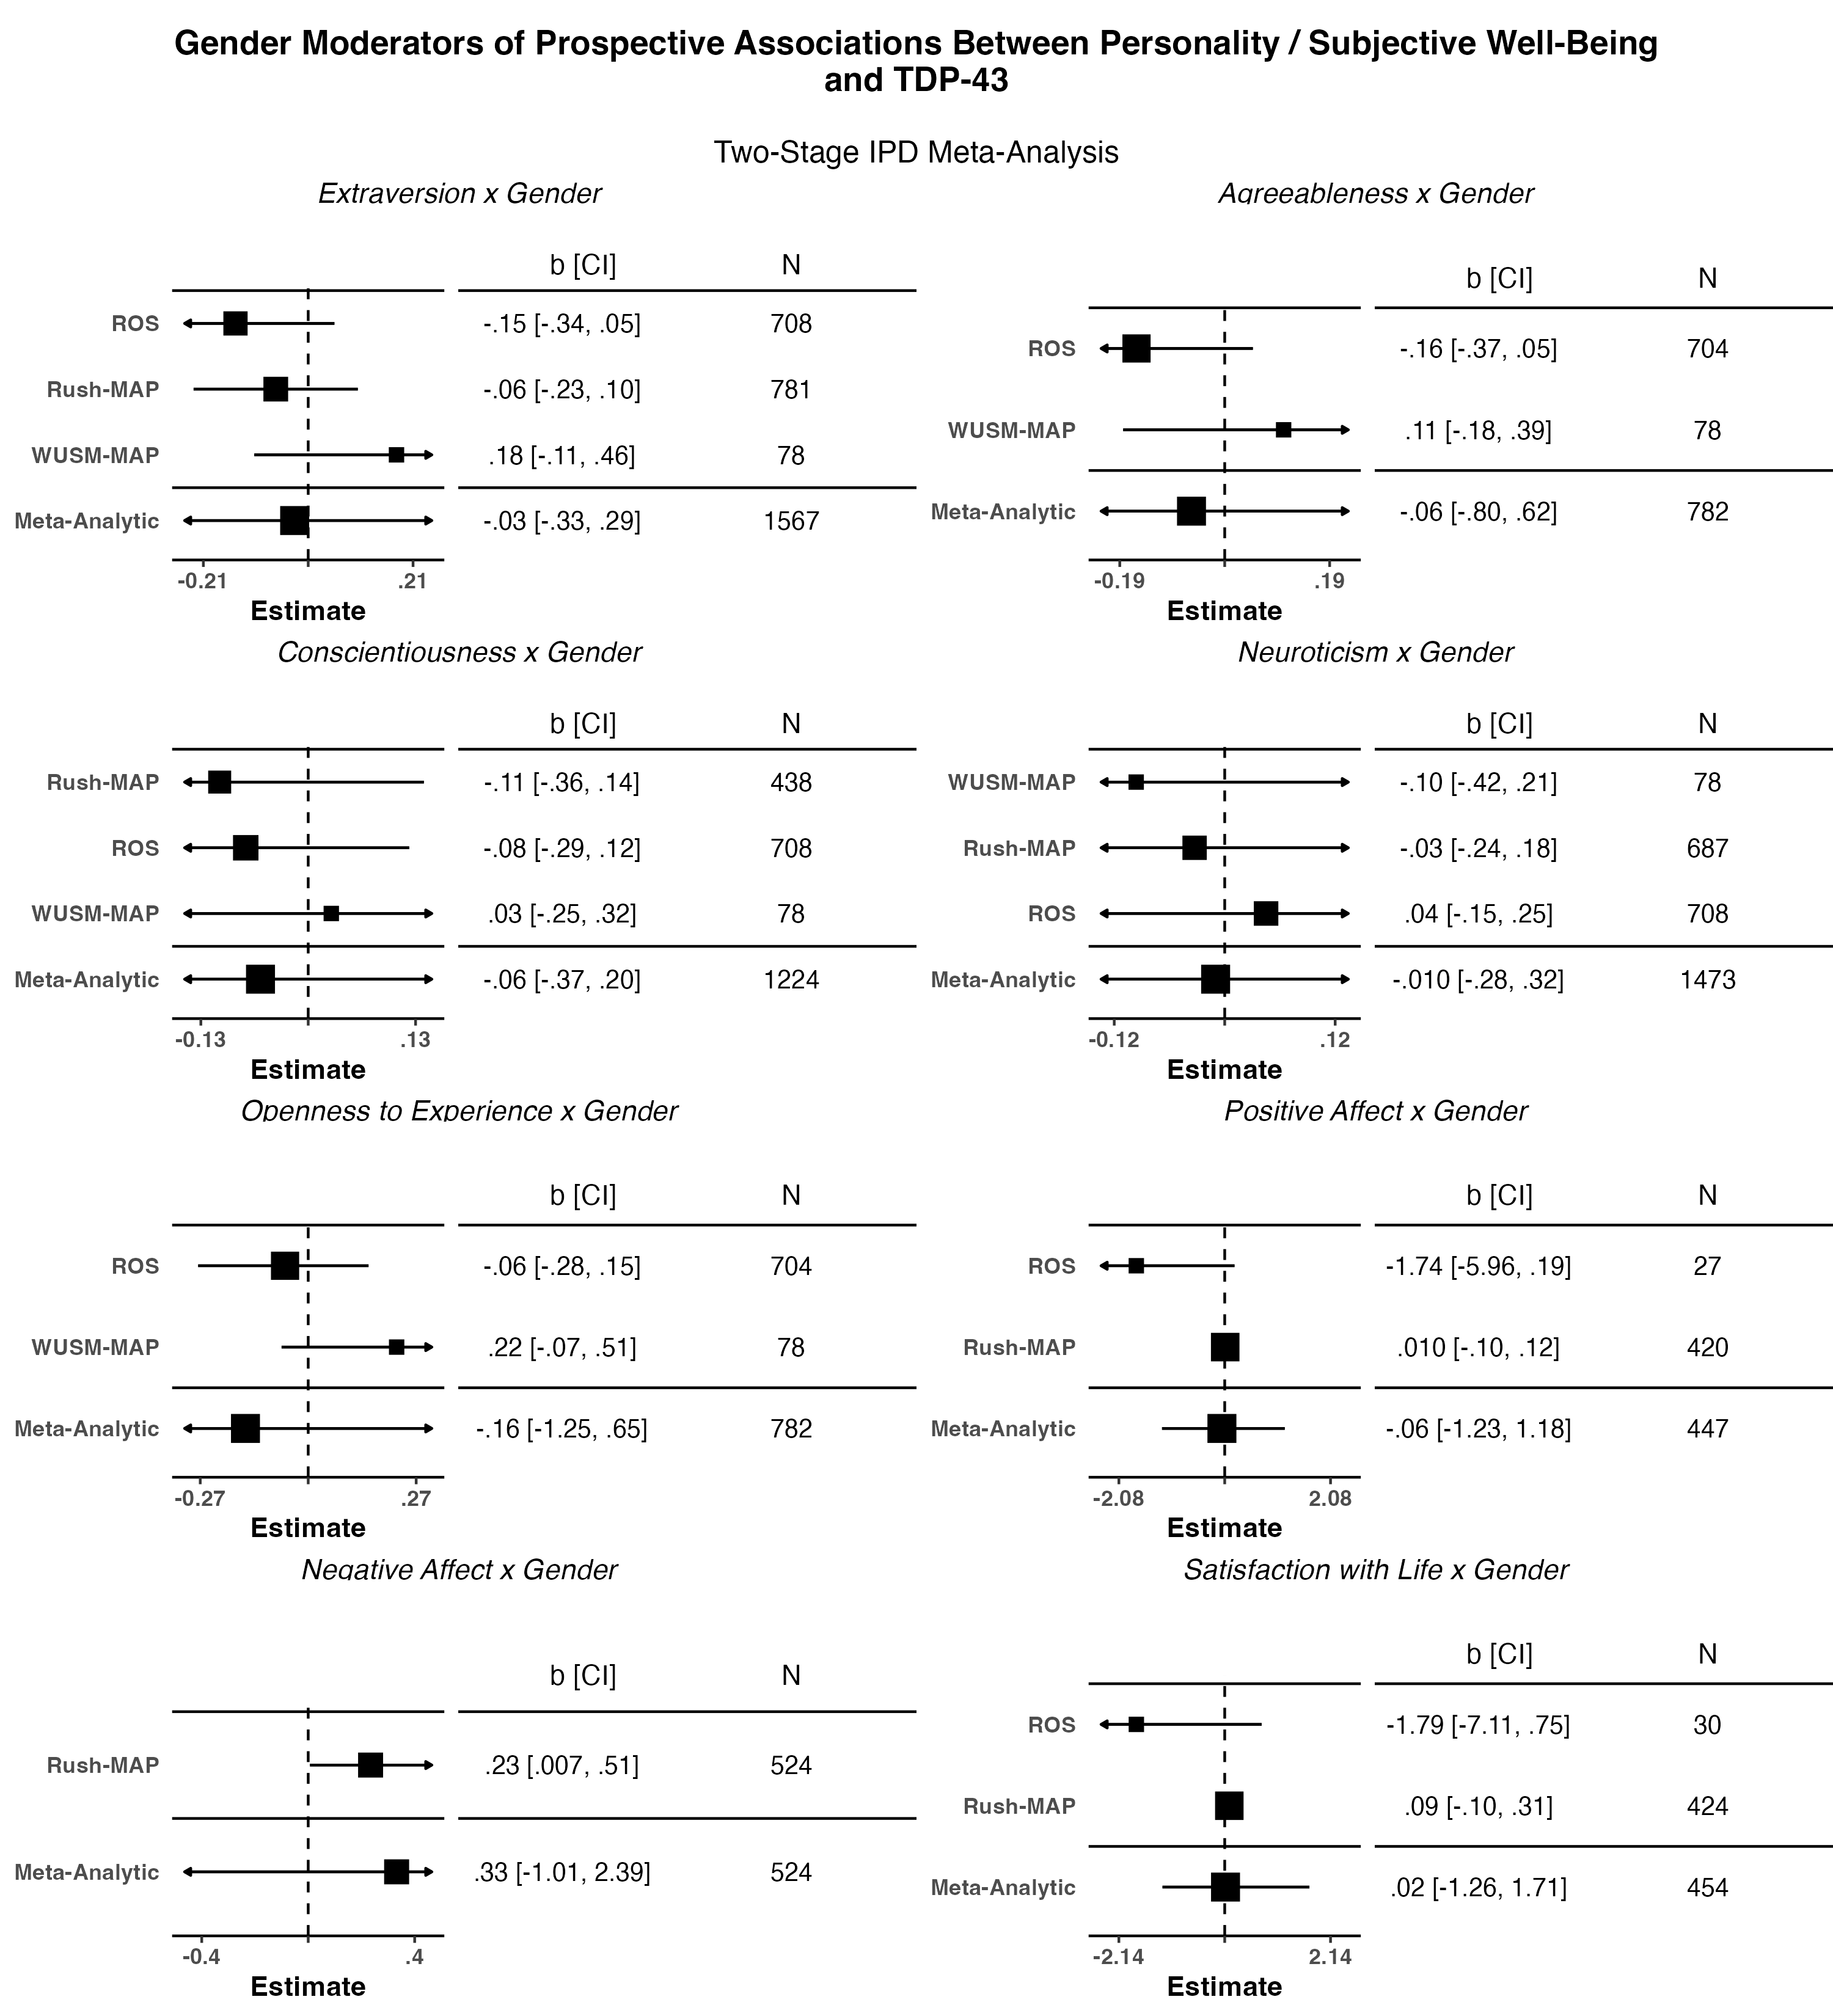 Gender Moderators of Prospective Associations Between Personality / Subjective Well-Being
and TDP-43
Two-Stage IPD Meta-Analysis
Extraversion x Gender
b [CI] N
ROS -.15 [-.34, .05] 708
Rush-MAP -.06 [-.23, .10] 781
WUSM-MAP .18 [-.11, .46] 78
Meta-Analytic -.03 [-.33, .29] 1567
-0.21 .21
Estimate
Agreeableness x Gender
b [CI] N
ROS -.16 [-.37, .05] 704
WUSM-MAP .11 [-.18, .39] 78
Meta-Analytic -.06 [-.80, .62] 782
-0.19 .19
Estimate
Conscientiousness x Gender
b [CI] N
Rush-MAP -.11 [-.36, .14] 438
ROS -.08 [-.29, .12] 708
WUSM-MAP .03 [-.25, .32] 78
Meta-Analytic -.06 [-.37, .20] 1224
-0.13 .13
Estimate
Neuroticism x Gender
b [CI] N
WUSM-MAP -.10 [-.42, .21] 78
Rush-MAP -.03 [-.24, .18] 687
ROS .04 [-.15, .25] 708
Meta-Analytic -.010 [-.28, .32] 1473
-0.12 .12
Estimate
Openness to Experience x Gender
b [CI] N
ROS -.06 [-.28, .15] 704
WUSM-MAP .22 [-.07, .51] 78
Meta-Analytic -.16 [-1.25, .65] 782
-0.27 .27
Estimate
Positive Affect x Gender
b [CI] N
ROS -1.74 [-5.96, .19] 27
Rush-MAP .010 [-.10, .12] 420
Meta-Analytic -.06 [-1.23, 1.18] 447
-2.08 2.08
Estimate
Negative Affect x Gender
b [CI] N
Rush-MAP .23 [.007, .51] 524
Meta-Analytic .33 [-1.01, 2.39] 524
-0.4 .4
Estimate
Satisfaction with Life x Gender
b [CI] N
ROS -1.79 [-7.11, .75] 30
Rush-MAP .09 [-.10, .31] 424
Meta-Analytic .02 [-1.26, 1.71] 454
-2.14 2.14
Estimate